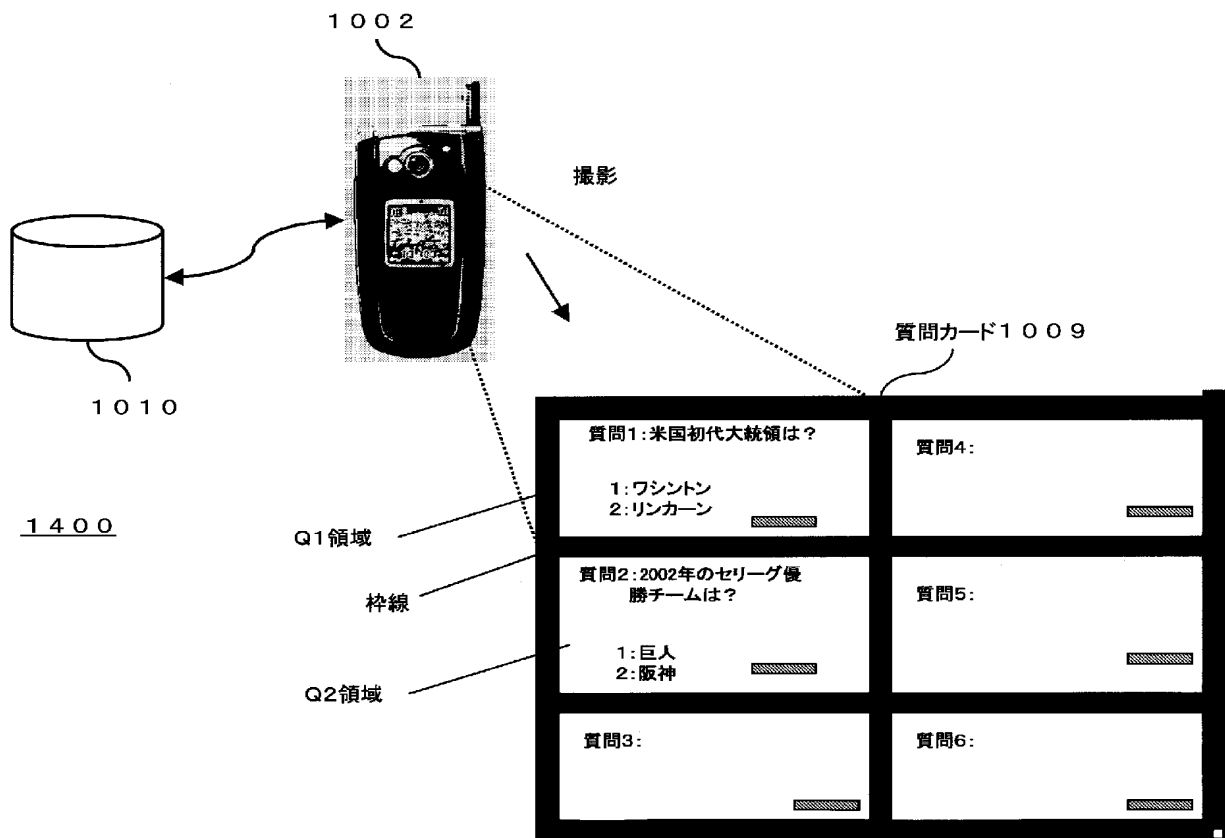 １００２
撮影
１０１０
１４００
質問カード１００９
Q1領域
枠線
Q2領域
質問1:米国初代大統領は？
1:ワシントン
2:リンカーン
質問2:2002年のセリーグ優
勝チームは？
1:巨人
2:阪神
質問3:
質問4:
質問5:
質問6: